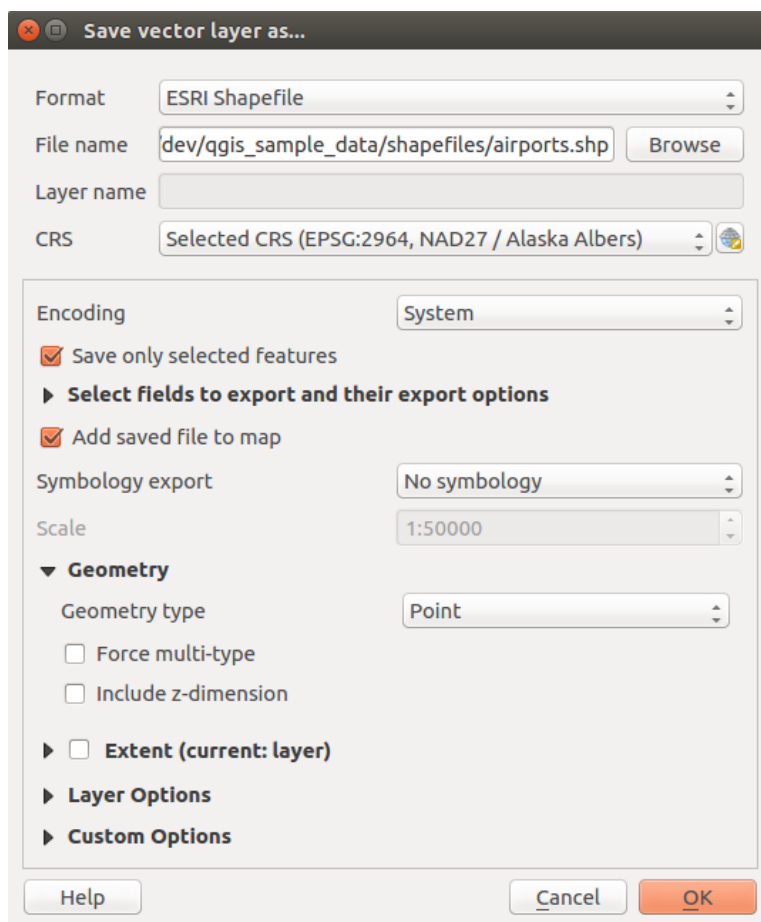 Save vector layer as...
Format ESRI Shapefile
File name dev/qgis_sample_data/shapefiles/airports.shp Browse
Layer name
CRS Selected CRS (EPSG:2964, NAD27 / Alaska Albers)
Encoding System
Save only selected features
Select fields to export and their export options
Add saved file to map
Symbology export No symbology
Scale 1:50000
Geometry
Geometry type Point
Force multi-type
Include z-dimension
Extent (current: layer)
Layer Options
Custom Options
Help Cancel OK